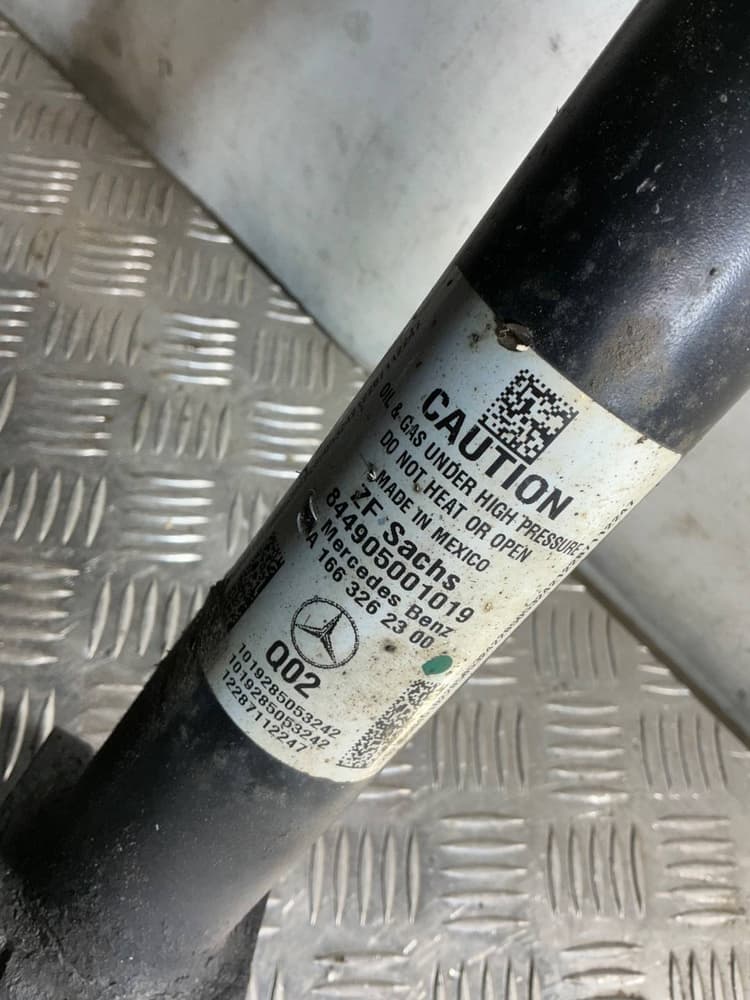 CAUTION
OIL & GAS UNDER HIGH PRESSURE
DO NOT HEAT OR OPEN
MADE IN MEXICO
ZF Sachs
844905001019
Mercedes Benz
A 166 326 23 00
Q02
1019285053242
1019285053242
12287112247